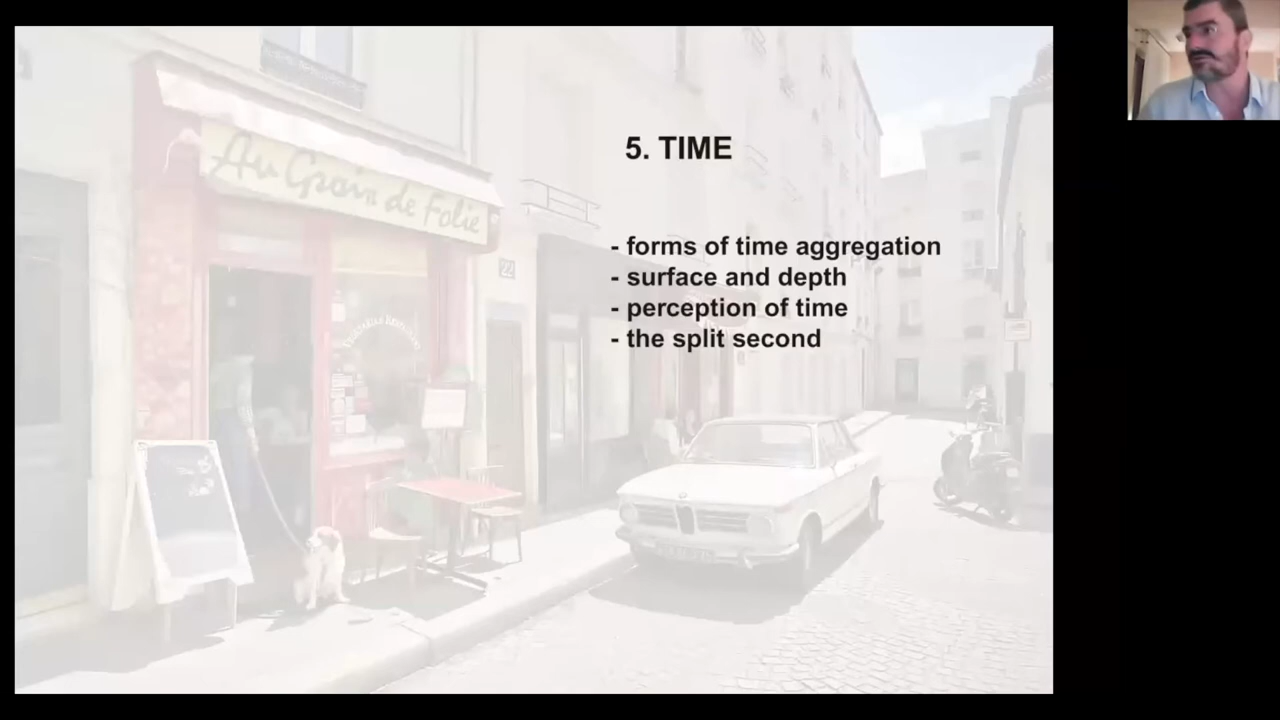 5. TIME
- forms of time aggregation
- surface and depth
- perception of time
- the split second
Au Grain de Folie
22